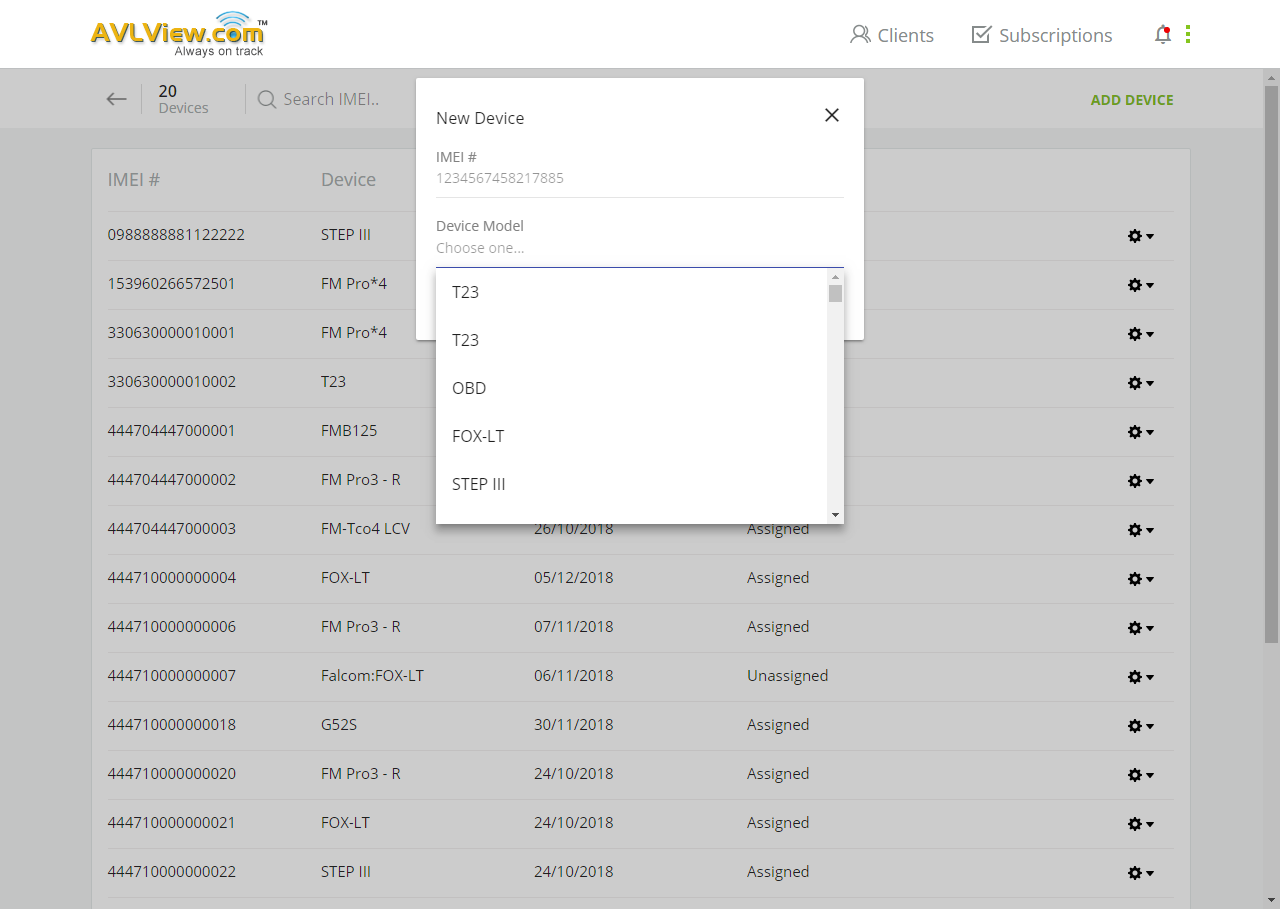 AVLView.com™
Always on track
Clients
Subscriptions
20
Devices
Search IMEI..
ADD DEVICE
New Device
IMEI #
1234567458217885
Device Model
Choose one...
T23
T23
OBD
FOX-LT
STEP III
IMEI # Device
0988888881122222 STEP III
153960266572501 FM Pro*4
330630000010001 FM Pro*4
330630000010002 T23
444704447000001 FMB125
444704447000002 FM Pro3 - R
444704447000003 FM-Tco4 LCV 26/10/2018 Assigned
444710000000004 FOX-LT 05/12/2018 Assigned
444710000000006 FM Pro3 - R 07/11/2018 Assigned
444710000000007 Falcom:FOX-LT 06/11/2018 Unassigned
444710000000018 G52S 30/11/2018 Assigned
444710000000020 FM Pro3 - R 24/10/2018 Assigned
444710000000021 FOX-LT 24/10/2018 Assigned
444710000000022 STEP III 24/10/2018 Assigned